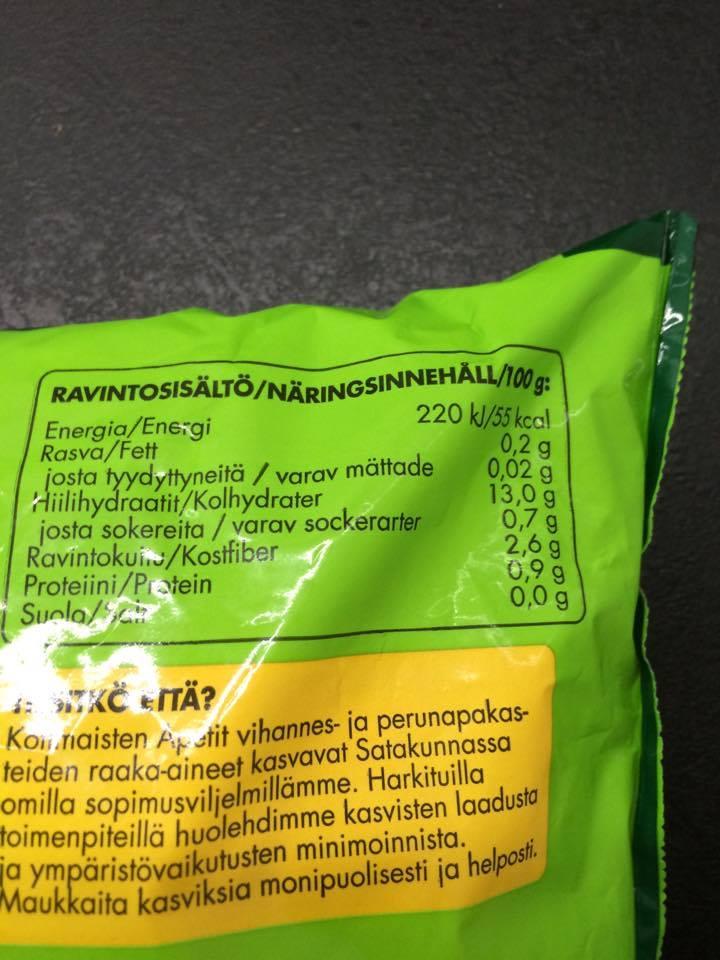 RAVINTOSISÄLTÖ/NÄRINGSINNEHÅLL/100 g:
Energia/Energi 220 kJ/55 kcal
Rasva/Fett 0,2 g
josta tyydyttyneitä / varav mättade 0,02 g
Hiilihydraatit/Kolhydrater 13,0 g
josta sokereita / varav sockerarter 0,7 g
Ravintokuitu/Kostfiber 2,6 g
Proteiini/Protein 0,9 g
Suola/Salt 0,0 g
ETTÄ?
Kotimaisten Apetit vihannes- ja perunapakas-
teiden raaka-aineet kasvavat Satakunnassa
omilla sopimusviljelmillämme. Harkituilla
toimenpiteillä huolehdimme kasvisten laadusta
ja ympäristövaikutusten minimoinnista.
Maukkaita kasviksia monipuolisesti ja helposti.